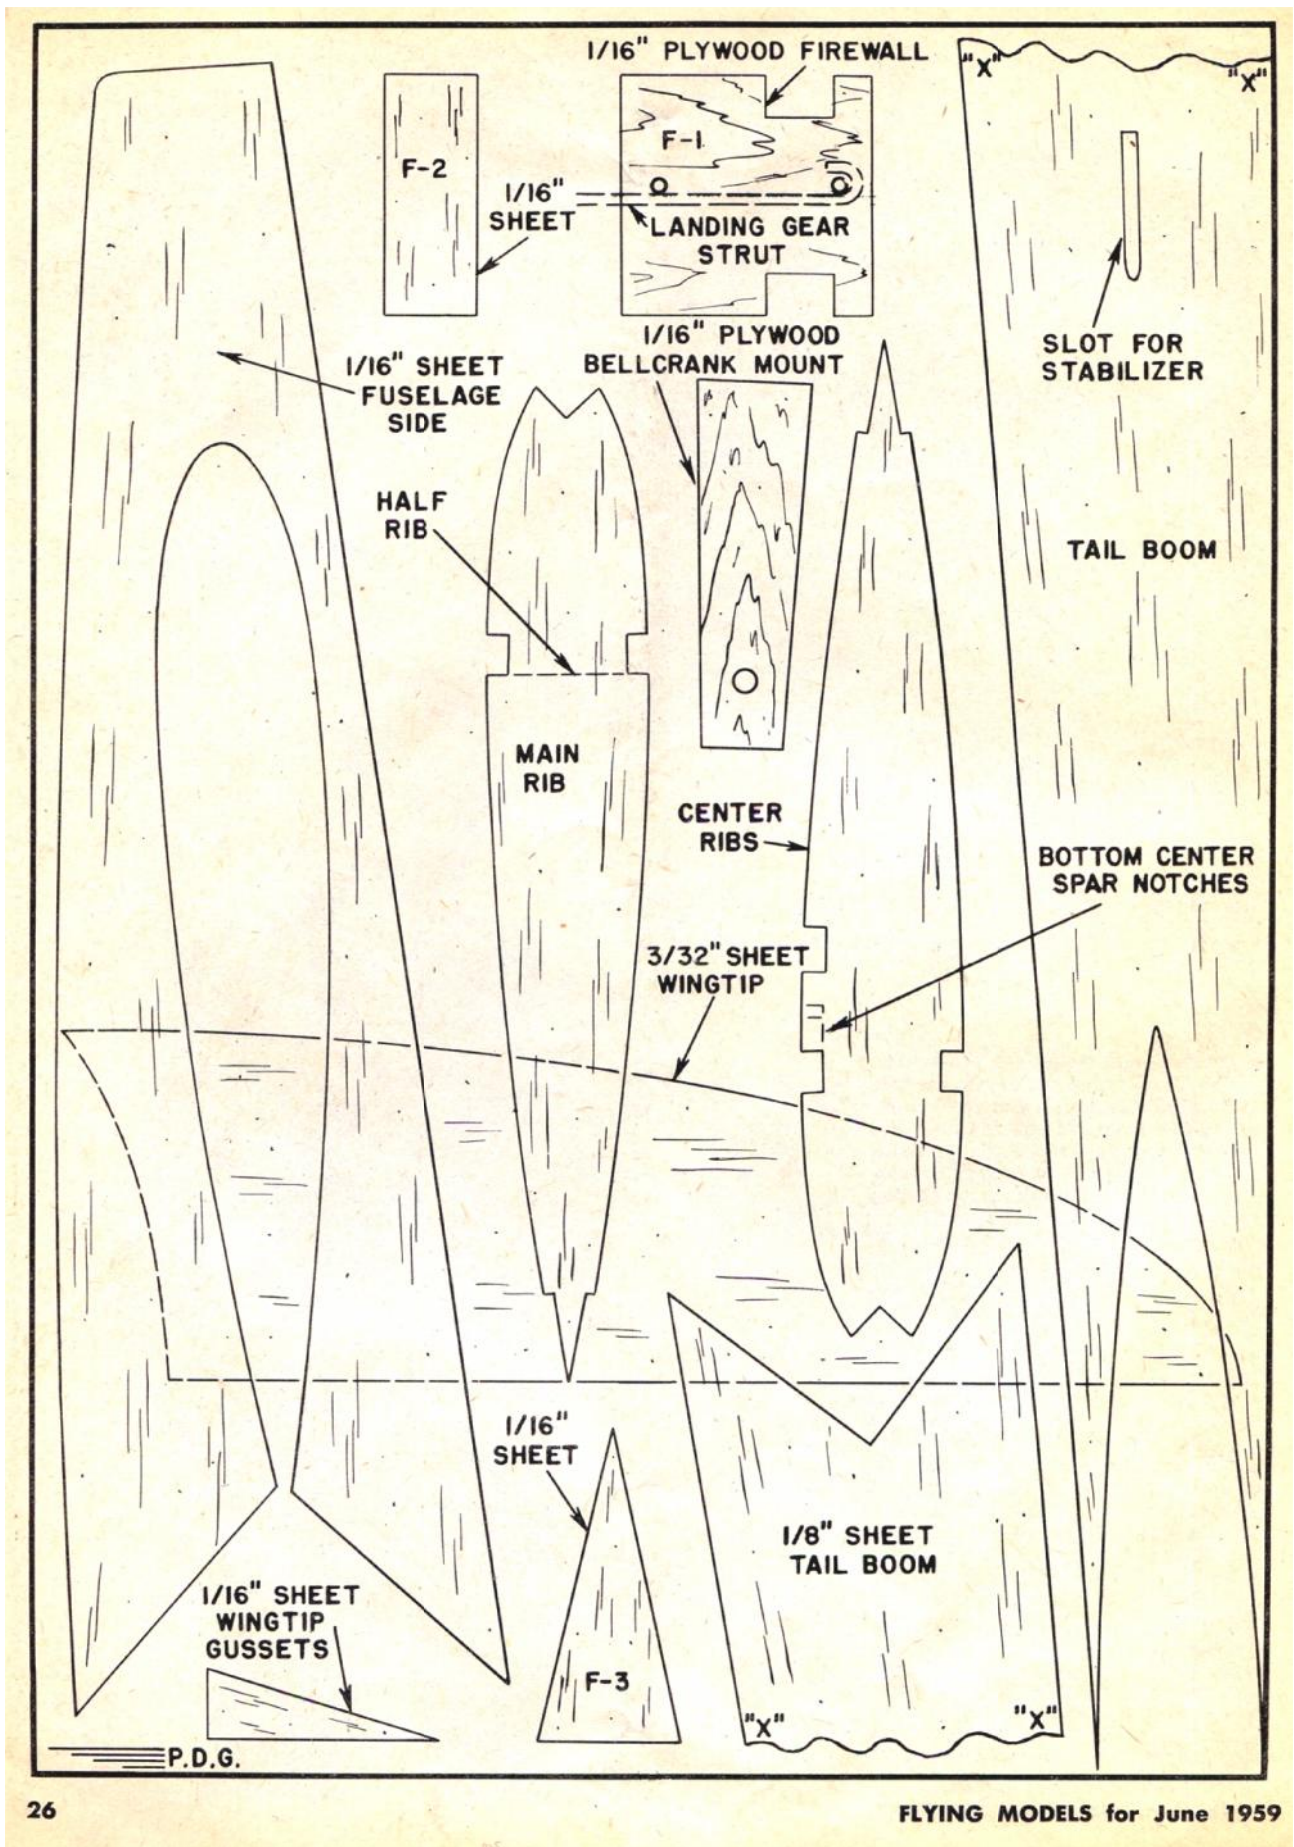 1/16" PLYWOOD FIREWALL
"X"
"X"
F-1
F-2
1/16"
SHEET
LANDING GEAR
STRUT
1/16" PLYWOOD
BELLCRANK MOUNT
SLOT FOR
STABILIZER
1/16" SHEET
FUSELAGE
SIDE
HALF
RIB
TAIL BOOM
MAIN
RIB
CENTER
RIBS
BOTTOM CENTER
SPAR NOTCHES
3/32" SHEET
WINGTIP
1/16"
SHEET
1/8" SHEET
TAIL BOOM
1/16" SHEET
WINGTIP
GUSSETS
F-3
"X"
"X"
P.D.G.
26
FLYING MODELS for June 1959